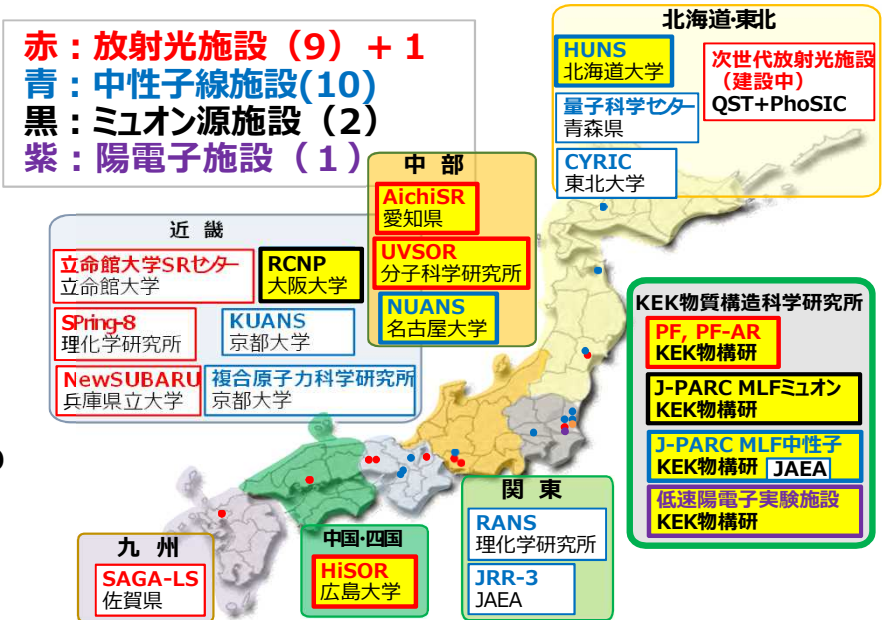 赤：放射光施設（9）＋1
青：中性子線施設(10)
黒：ミュオン源施設（2）
紫：陽電子施設（1）
北海道・東北
HUNS
北海道大学
次世代放射光施設
（建設中）
QST+PhoSIC
量子科学センター
青森県
CYRIC
東北大学
中 部
AichiSR
愛知県
UVSOR
分子科学研究所
NUANS
名古屋大学
近 畿
立命館大学SRセンター
立命館大学
RCNP
大阪大学
SPring-8
理化学研究所
KUANS
京都大学
NewSUBARU
兵庫県立大学
複合原子力科学研究所
京都大学
KEK物質構造科学研究所
PF, PF-AR
KEK物構研
J-PARC MLFミュオン
KEK物構研
J-PARC MLF中性子
KEK物構研 JAEA
低速陽電子実験施設
KEK物構研
関 東
RANS
理化学研究所
JRR-3
JAEA
中国・四国
HiSOR
広島大学
九 州
SAGA-LS
佐賀県